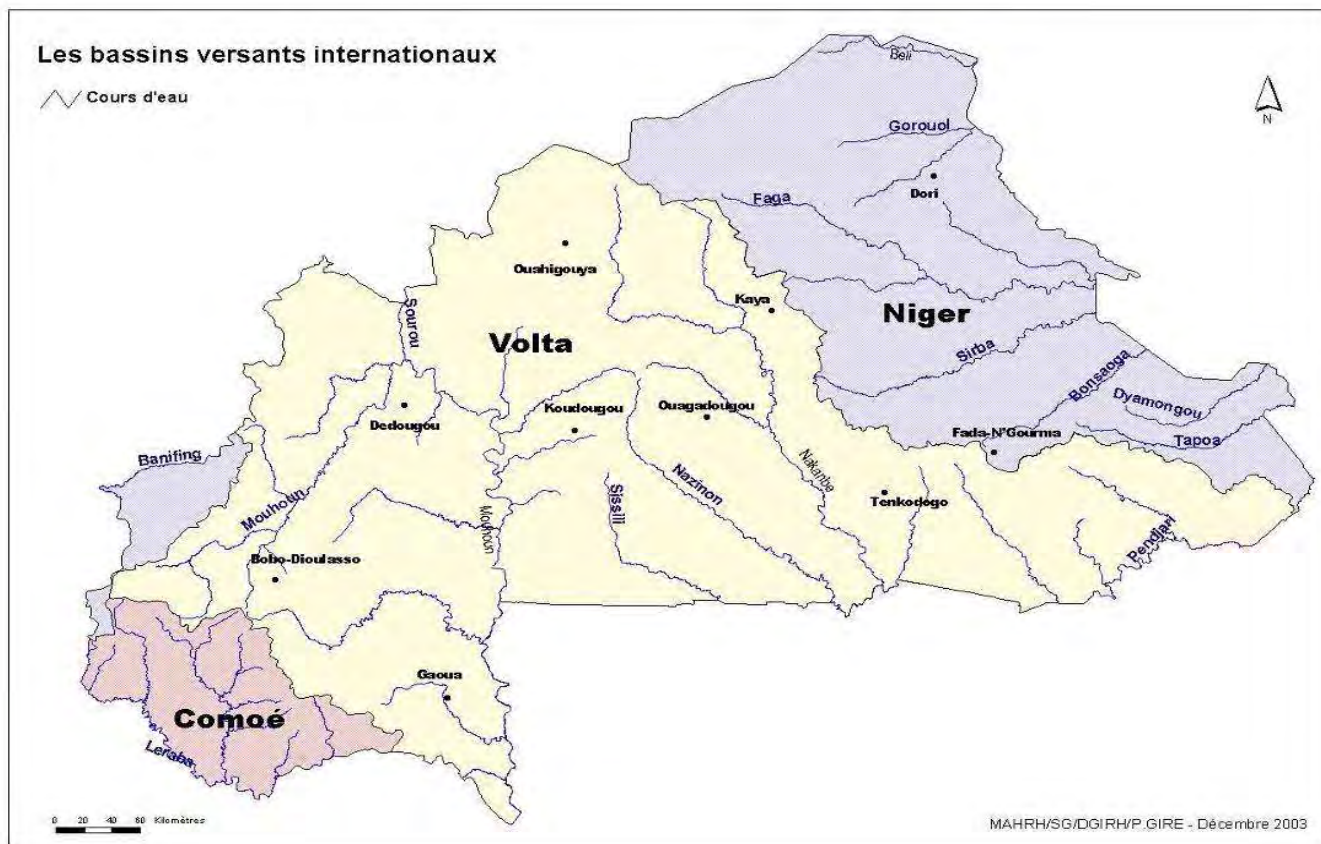 Les bassins versants internationaux
Cours d'eau
N
Beli
Gorouol
Dori
Faga
Ouahigouya
Kaya
Sourou
Niger
Volta
Sirba
Bonsaoga
Dyamongou
Koudougou
Ouagadougou
Dedougou
Fada-N'Gourma
Tapoa
Banifing
Nakanbe
Nazinon
Sissili
Tenkodogo
Mouhoun
Mouhoun
Pendjari
Bobo-Dioulasso
Gaoua
Comoé
Leraba
0 20 40 60 Kilomètres
MAHRH/SG/DGIRH/P.GIRE - Décembre 2003